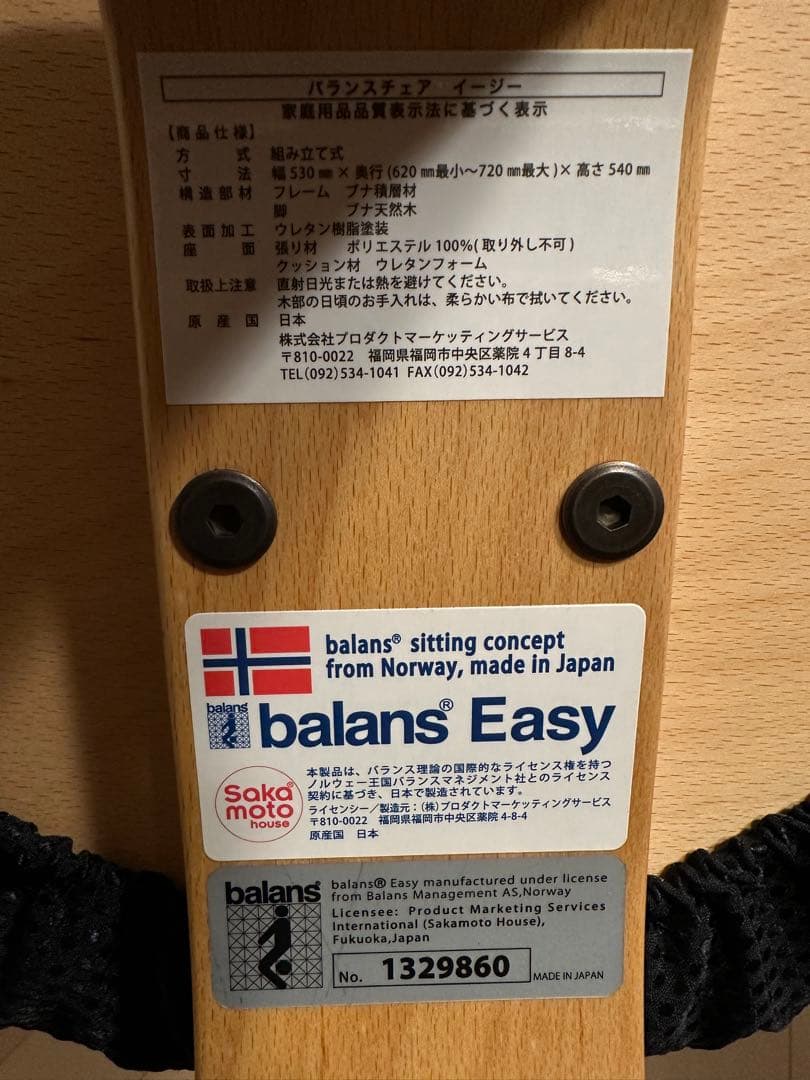 バランスチェア イージー
家庭用品品質表示法に基づく表示
【商品仕様】
方式 組み立て式
寸法 幅530㎜×奥行(620㎜最小～720㎜最大)×高さ540㎜
構造部材 フレーム ブナ積層材
脚 ブナ天然木
表面加工 ウレタン樹脂塗装
座面 張り材 ポリエステル100%(取り外し不可)
クッション材 ウレタンフォーム
取扱上注意 直射日光または熱を避けてください。
木部の日頃のお手入れは、柔らかい布で拭いてください。
原産国 日本
株式会社プロダクトマーケッティングサービス
〒810-0022 福岡県福岡市中央区薬院4丁目8-4
TEL(092)534-1041 FAX(092)534-1042
balans® sitting concept
from Norway, made in Japan
balans
balans® Easy
Saka
moto
house
本製品は、バランス理論の国際的なライセンス権を持つ
ノルウェー王国バランスマネジメント社とのライセンス
契約に基づき、日本で製造されています。
ライセンシー／製造元：(株)プロダクトマーケッティングサービス
〒810-0022 福岡県福岡市中央区薬院 4-8-4
原産国 日本
balans®
balans® Easy manufactured under license
from Balans Management AS,Norway
Licensee: Product Marketing Services
International (Sakamoto House),
Fukuoka,Japan
No. 1329860
MADE IN JAPAN